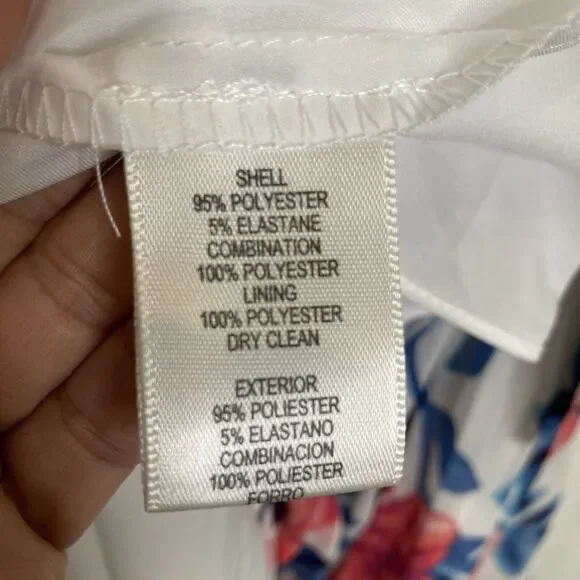 SHELL
95% POLYESTER
5% ELASTANE
COMBINATION
100% POLYESTER
LINING
100% POLYESTER
DRY CLEAN
EXTERIOR
95% POLIESTER
5% ELASTANO
COMBINACION
100% POLIESTER
FORRO